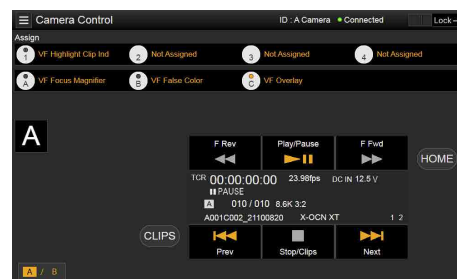 Camera Control
ID : A Camera
Connected
Lock
Assign
1 VF Highlight Clip Ind
2 Not Assigned
3 Not Assigned
4 Not Assigned
A VF Focus Magnifier
B VF False Color
C VF Overlay
A
F Rev
Play/Pause
F Fwd
HOME
TCR 00:00:00:00 23.98fps DC IN 12.5 V
PAUSE
A 010 / 010 8.6K 3:2
A001C002_21100820 X-OCN XT 1 2
CLIPS
Prev
Stop/Clips
Next
A / B